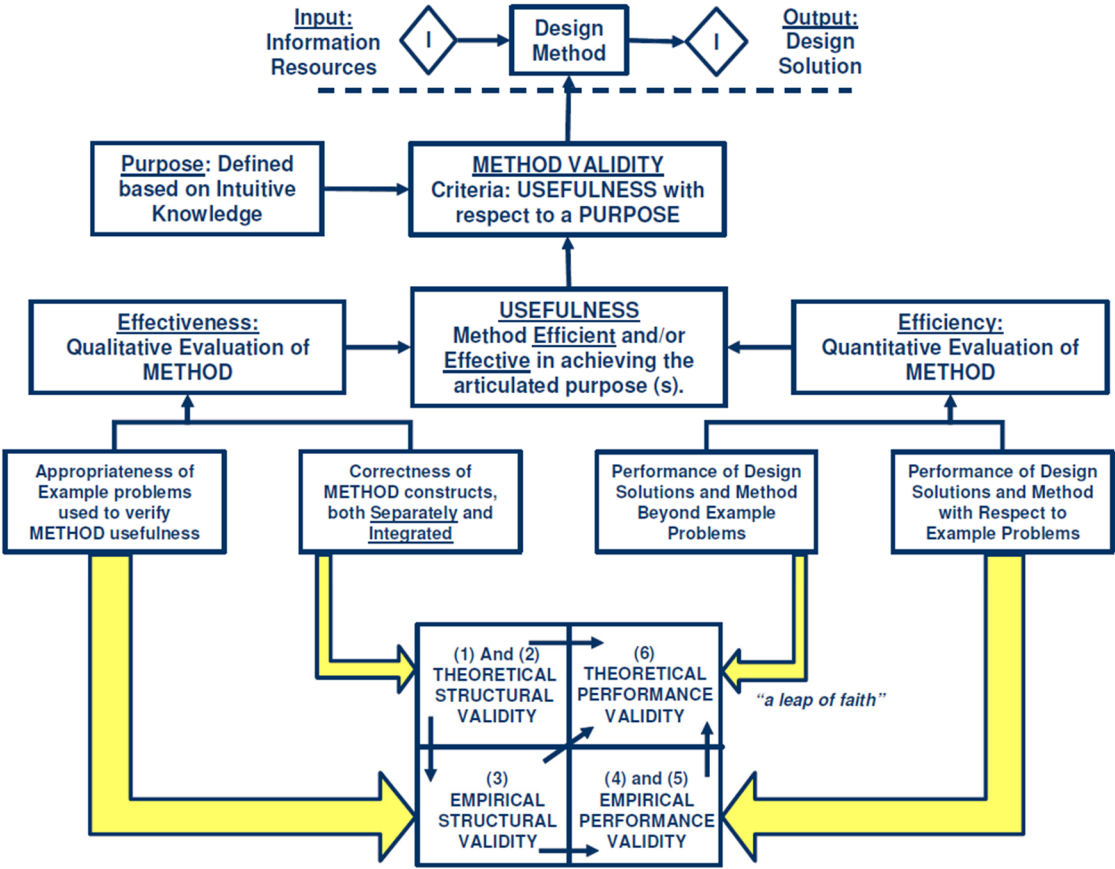 Input:
Information
Resources
I
Design
Method
I
Output:
Design
Solution
Purpose: Defined
based on Intuitive
Knowledge
METHOD VALIDITY
Criteria: USEFULNESS with
respect to a PURPOSE
Effectiveness:
Qualitative Evaluation of
METHOD
USEFULNESS
Method Efficient and/or
Effective in achieving the
articulated purpose (s).
Efficiency:
Quantitative Evaluation of
METHOD
Appropriateness of
Example problems
used to verify
METHOD usefulness
Correctness of
METHOD constructs,
both Separately and
Integrated
Performance of Design
Solutions and Method
Beyond Example
Problems
Performance of Design
Solutions and Method
with Respect to
Example Problems
(1) And (2)
THEORETICAL
STRUCTURAL
VALIDITY
(6)
THEORETICAL
PERFORMANCE
VALIDITY
"a leap of faith"
(3)
EMPIRICAL
STRUCTURAL
VALIDITY
(4) and (5)
EMPIRICAL
PERFORMANCE
VALIDITY